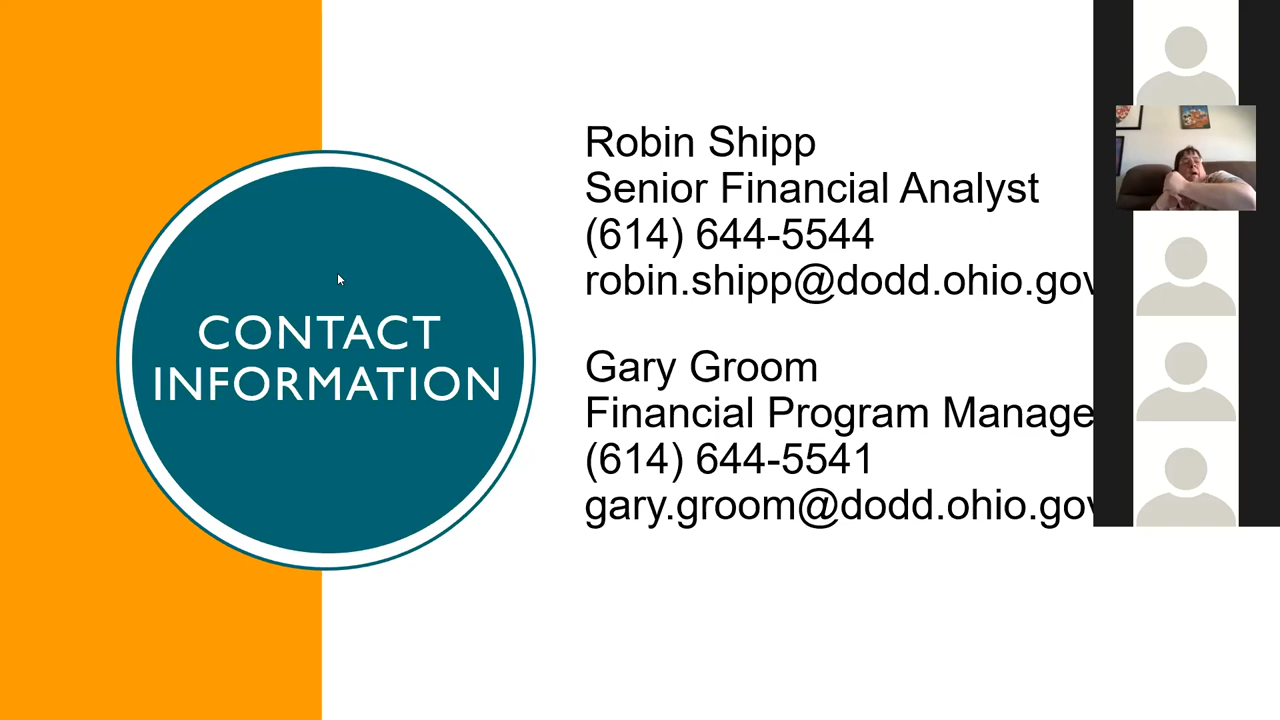 CONTACT
INFORMATION
Robin Shipp
Senior Financial Analyst
(614) 644-5544
robin.shipp@dodd.ohio.gov
Gary Groom
Financial Program Manage
(614) 644-5541
gary.groom@dodd.ohio.gov